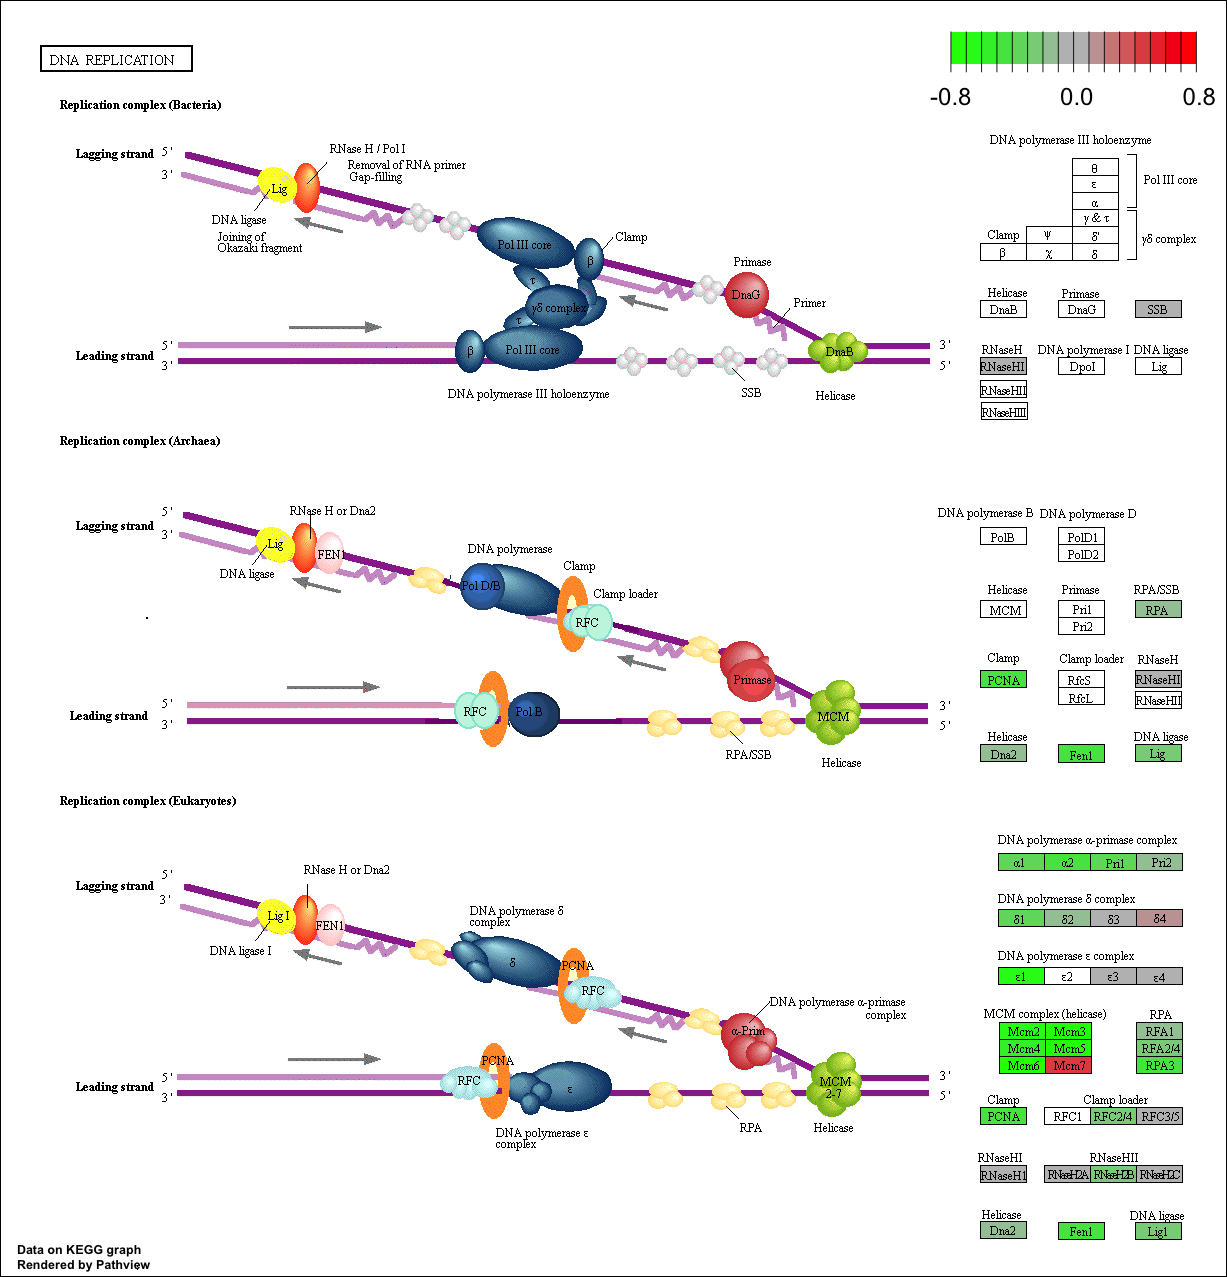 DNA REPLICATION
-0.8 0.0 0.8
Replication complex (Bacteria)
Lagging strand 5'
3'
RNase H / Pol I
Removal of RNA primer
Gap-filling
Lig
DNA ligase
Joining of
Okazaki fragment
Pol III core
Clamp
β
τ
γδ complex
τ
Primase
DnaG
Primer
5'
Leading strand 3'
β
Pol III core
DnaB
3'
5'
DNA polymerase III holoenzyme
SSB
Helicase
DNA polymerase III holoenzyme
θ
ε
α
Pol III core
γ & τ
Clamp ψ δ'
β χ δ
γδ complex
Helicase Primase
DnaB DnaG SSB
RNaseH DNA polymerase I DNA ligase
RNaseHI DpoI Lig
RNaseHII
RNaseHIII
Replication complex (Archaea)
Lagging strand 5'
3'
RNase H or Dna2
Lig
FEN1
DNA ligase
DNA polymerase
Pol D/B
Clamp
Clamp loader
RFC
Primase
5'
Leading strand 3'
RFC
Pol B
MCM
3'
5'
RPA/SSB
Helicase
DNA polymerase B DNA polymerase D
PolB PolD1
PolD2
Helicase Primase RPA/SSB
MCM Pri1 RPA
Pri2
Clamp Clamp loader RNaseH
PCNA RfcS RNaseHI
RfcL RNaseHII
Helicase DNA ligase
Dna2 Fen1 Lig
Replication complex (Eukaryotes)
Lagging strand 5'
3'
RNase H or Dna2
Lig I
FEN1
DNA ligase I
DNA polymerase δ
complex
δ
PCNA
RFC
DNA polymerase α-primase
complex
α-Prim
5'
Leading strand 3'
PCNA
RFC
ε
MCM
2-7
3'
5'
DNA polymerase ε
complex
RPA
Helicase
DNA polymerase α-primase complex
α1 α2 Pri1 Pri2
DNA polymerase δ complex
δ1 δ2 δ3 δ4
DNA polymerase ε complex
ε1 ε2 ε3 ε4
MCM complex (helicase) RPA
Mcm2 Mcm3 RFA1
Mcm4 Mcm5 RFA2/4
Mcm6 Mcm7 RPA3
Clamp Clamp loader
PCNA RFC1 RFC2/4 RFC3/5
RNaseHI RNaseHII
RNaseH1 RNaseH2A RNaseH2B RNaseH2C
Helicase DNA ligase
Dna2 Fen1 Lig1
Data on KEGG graph
Rendered by Pathview